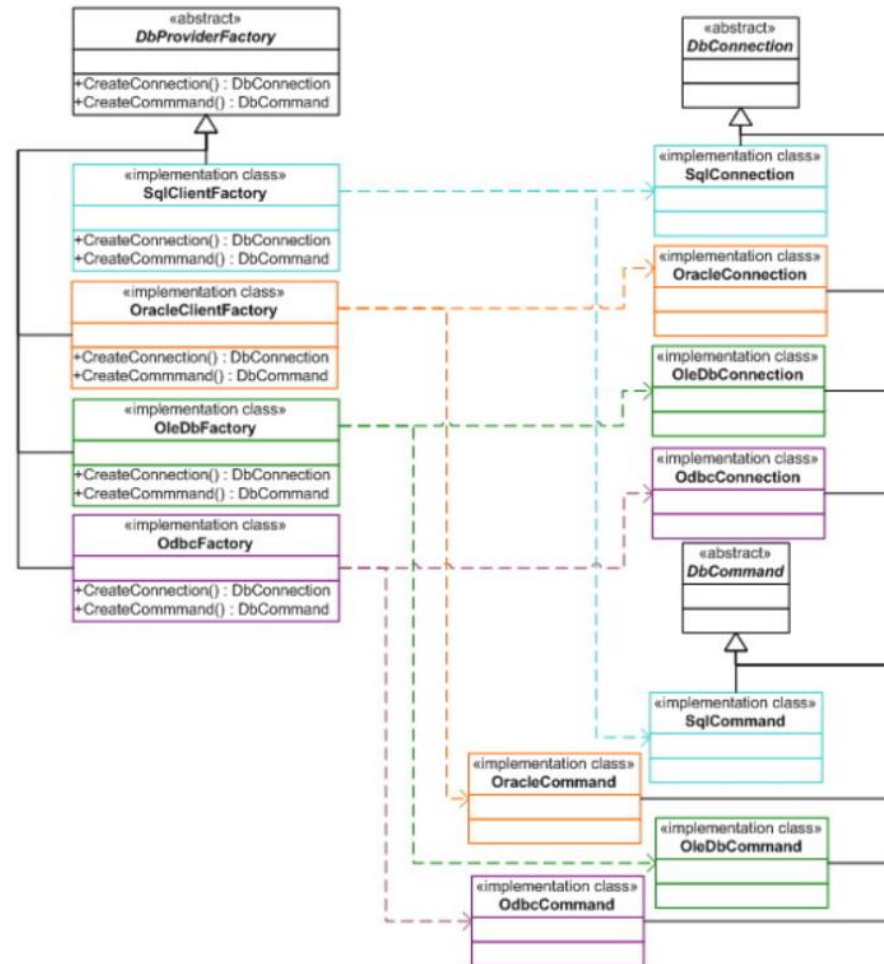 «abstract»
DbProviderFactory
+CreateConnection() : DbConnection
+CreateCommmand() : DbCommand
«implementation class»
SqlClientFactory
+CreateConnection() : DbConnection
+CreateCommmand() : DbCommand
«implementation class»
OracleClientFactory
+CreateConnection() : DbConnection
+CreateCommmand() : DbCommand
«implementation class»
OleDbFactory
+CreateConnection() : DbConnection
+CreateCommmand() : DbCommand
«implementation class»
OdbcFactory
+CreateConnection() : DbConnection
+CreateCommmand() : DbCommand
«abstract»
DbConnection
«implementation class»
SqlConnection
«implementation class»
OracleConnection
«implementation class»
OleDbConnection
«implementation class»
OdbcConnection
«abstract»
DbCommand
«implementation class»
SqlCommand
«implementation class»
OracleCommand
«implementation class»
OleDbCommand
«implementation class»
OdbcCommand